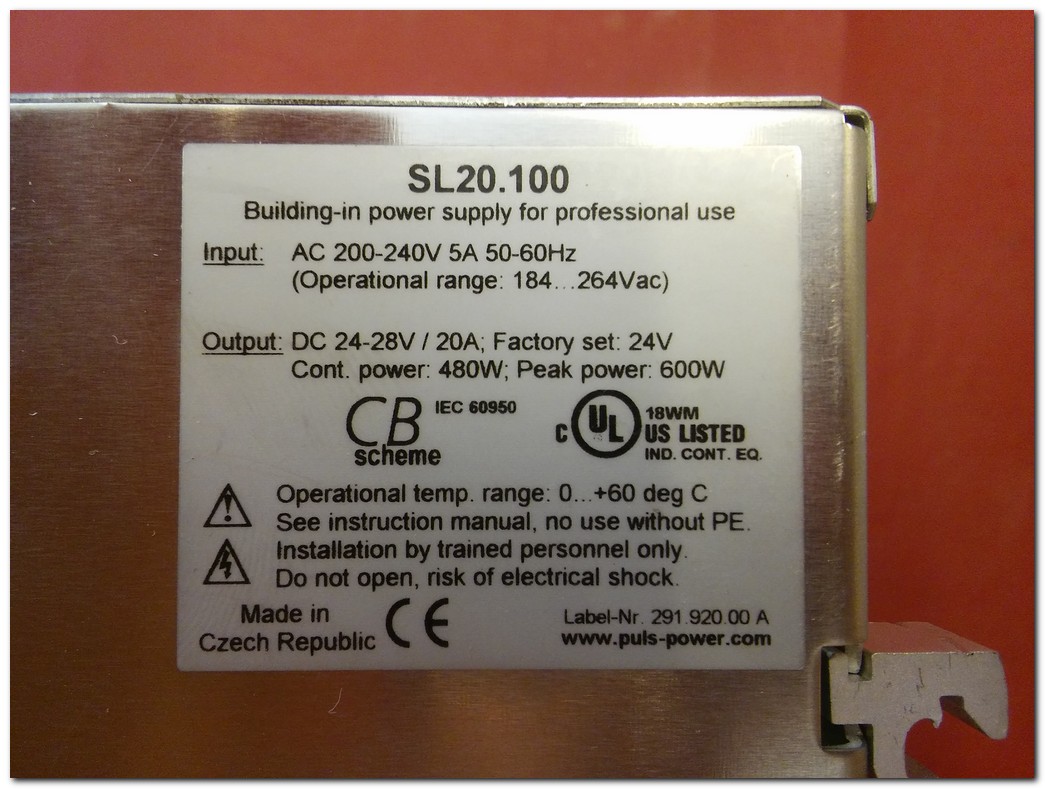 SL20.100
Building-in power supply for professional use
Input: AC 200-240V 5A 50-60Hz
(Operational range: 184...264Vac)
Output: DC 24-28V / 20A; Factory set: 24V
Cont. power: 480W; Peak power: 600W
CB scheme IEC 60950
C UL US LISTED 18WM
IND. CONT. EQ.
Operational temp. range: 0...+60 deg C
See instruction manual, no use without PE.
Installation by trained personnel only.
Do not open, risk of electrical shock.
Made in
Czech Republic CE
Label-Nr. 291.920.00 A
www.puls-power.com